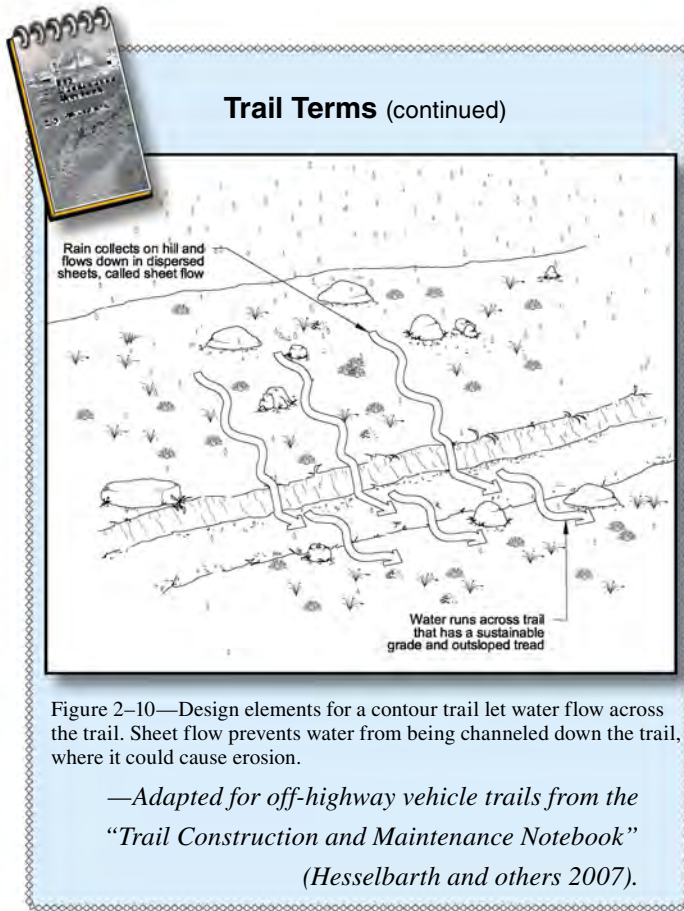 Trail Terms (continued)
Rain collects on hill and
flows down in dispersed
sheets, called sheet flow
Water runs across trail
that has a sustainable
grade and outsloped tread
Figure 2–10—Design elements for a contour trail let water flow across
the trail. Sheet flow prevents water from being channeled down the trail,
where it could cause erosion.
—Adapted for off-highway vehicle trails from the
“Trail Construction and Maintenance Notebook”
(Hesselbarth and others 2007).